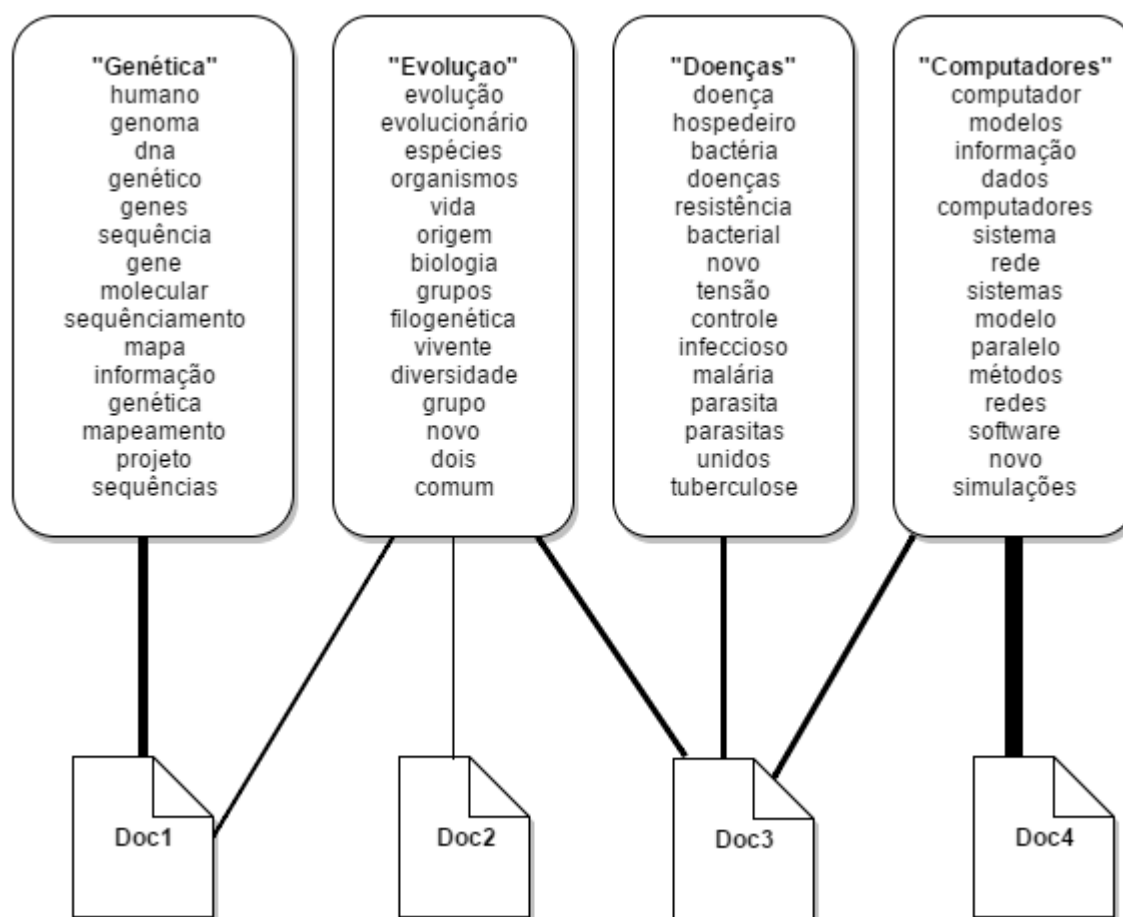 "Genética"
humano
genoma
dna
genético
genes
sequência
gene
molecular
sequênciamento
mapa
informação
genética
mapeamento
projeto
sequências
"Evoluçao"
evolução
evolucionário
espécies
organismos
vida
origem
biologia
grupos
filogenética
vivente
diversidade
grupo
novo
dois
comum
"Doenças"
doença
hospedeiro
bactéria
doenças
resistência
bacterial
novo
tensão
controle
infeccioso
malária
parasita
parasitas
unidos
tuberculose
"Computadores"
computador
modelos
informação
dados
computadores
sistema
rede
sistemas
modelo
paralelo
métodos
redes
software
novo
simulações
Doc1
Doc2
Doc3
Doc4